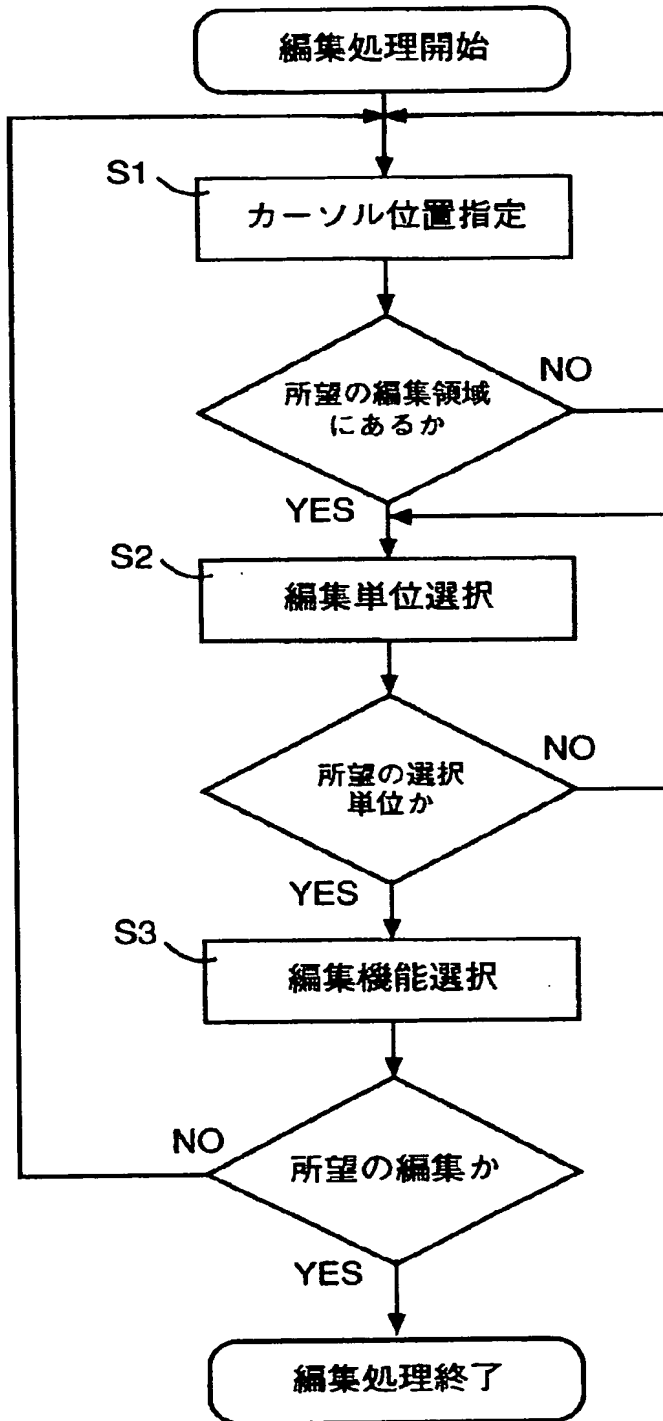 編集処理開始
S1
カーソル位置指定
所望の編集領域
にあるか
NO
YES
S2
編集単位選択
所望の選択
単位か
NO
YES
S3
編集機能選択
所望の編集か
NO
YES
編集処理終了